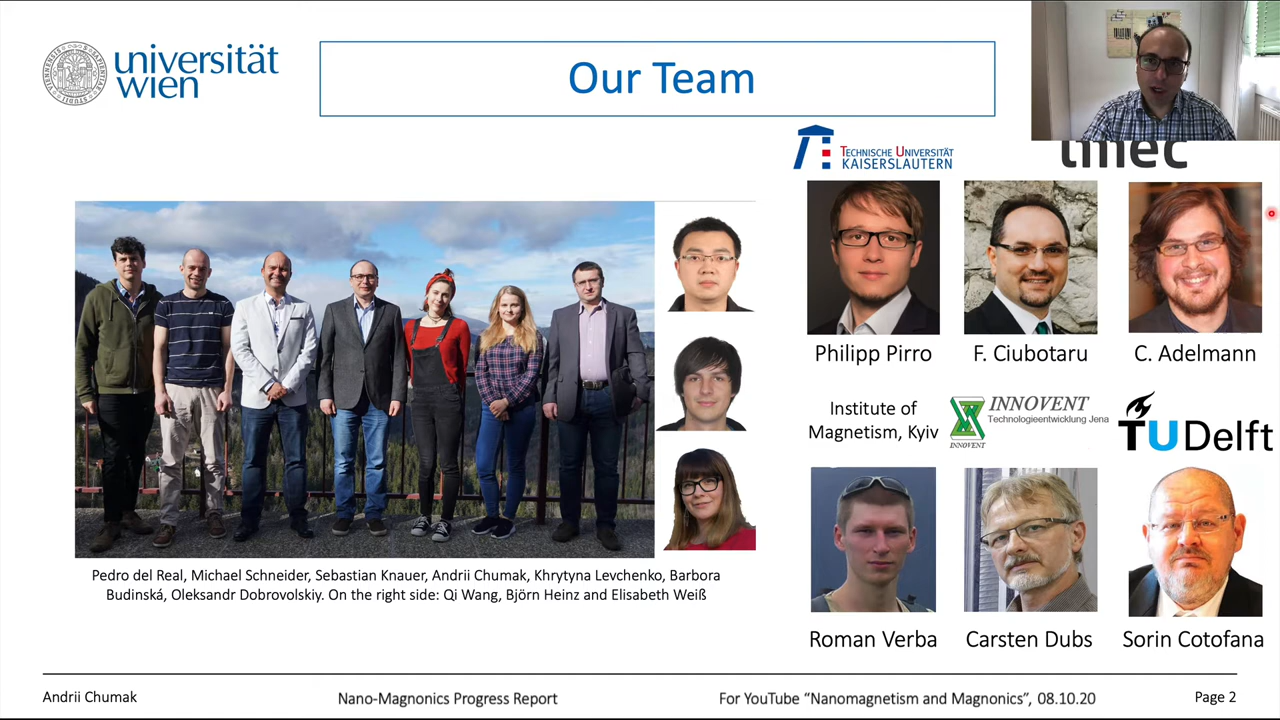 universität
wien
Our Team
TECHNISCHE UNIVERSITÄT
KAISERSLAUTERN
imec
Philipp Pirro
F. Ciubotaru
C. Adelmann
Institute of
Magnetism, Kyiv
INNOVENT
Technologieentwicklung Jena
INNOVENT
TU Delft
Pedro del Real, Michael Schneider, Sebastian Knauer, Andrii Chumak, Khrytyna Levchenko, Barbora
Budinská, Oleksandr Dobrovolskiy. On the right side: Qi Wang, Björn Heinz and Elisabeth Weiß
Roman Verba
Carsten Dubs
Sorin Cotofana
Andrii Chumak
Nano-Magnonics Progress Report
For YouTube “Nanomagnetism and Magnonics”, 08.10.20
Page 2